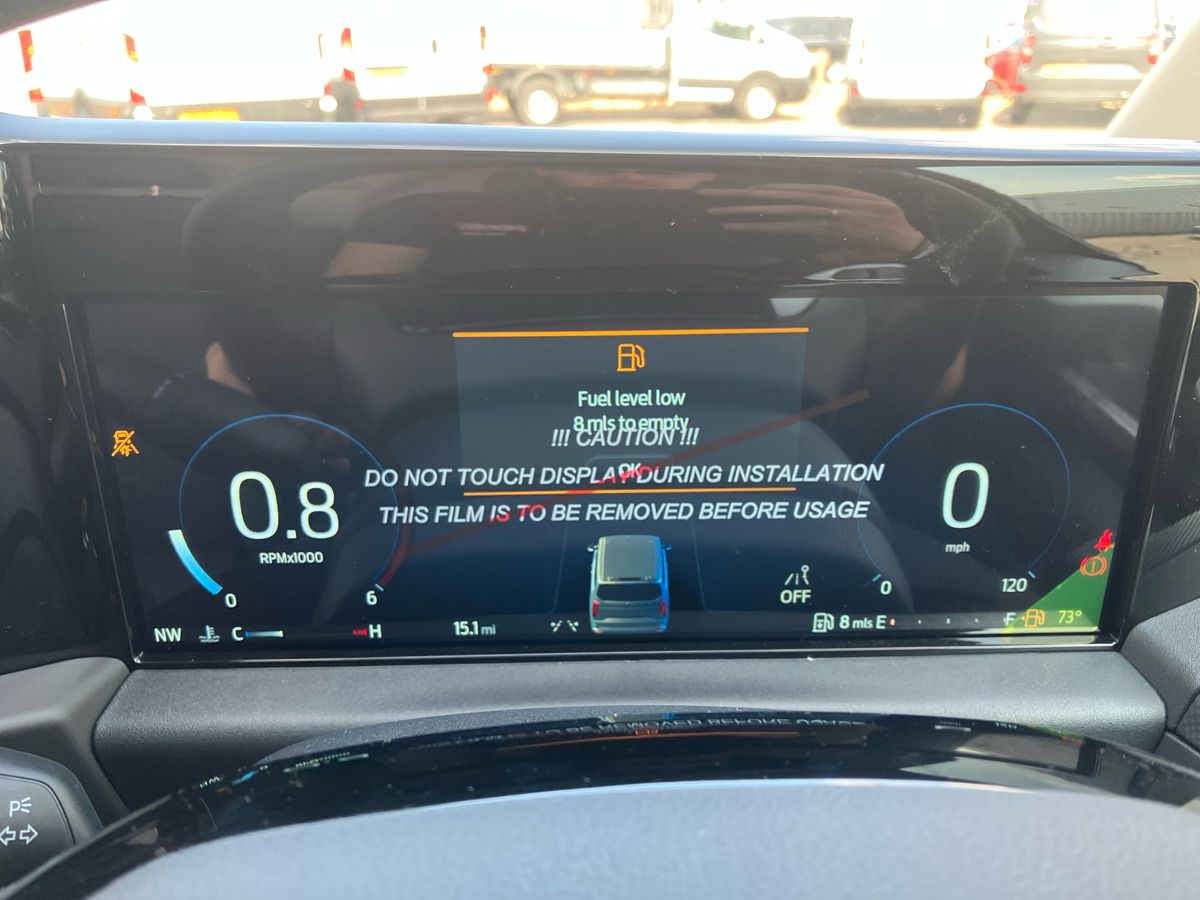 Fuel level low
8 mls to empty
!!! CAUTION !!!
OK
DO NOT TOUCH DISPLAY DURING INSTALLATION
THIS FILM IS TO BE REMOVED BEFORE USAGE
0.8
RPMx1000
0
6
0
mph
0
120
OFF
NW
C
H
15.1 mi
8 mls E
F
73°